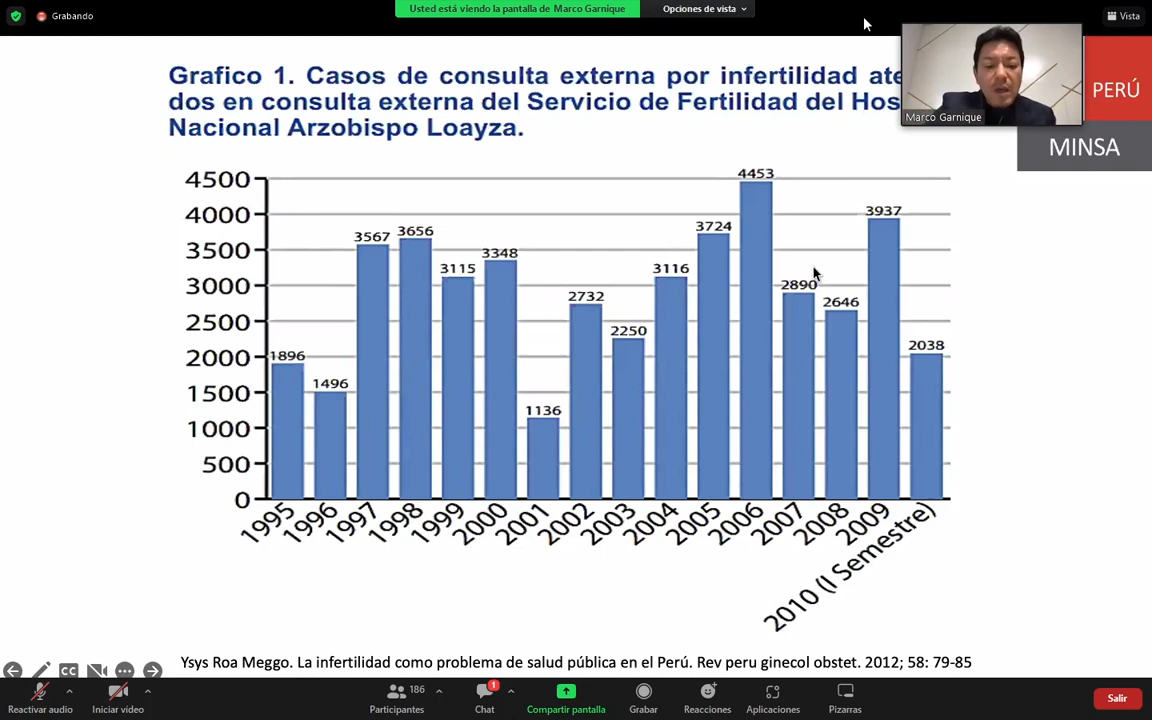 Grabando
Usted está viendo la pantalla de Marco Garnique
Opciones de vista
Vista
Grafico 1. Casos de consulta externa por infertilidad
dos en consulta externa del Servicio de Fertilidad del
Nacional Arzobispo Loayza.
Marco Garnique
PERÚ
MINSA
4500
4000
3500
3000
2500
2000
1500
1000
500
0
1896
1496
3567
3656
3115
3348
1136
2732
2250
3116
3724
4453
2890
2646
3937
2038
1995
1996
1997
1998
1999
2000
2001
2002
2003
2004
2005
2006
2007
2008
2009
2010 (I Semestre)
Ysys Roa Meggo. La infertilidad como problema de salud pública en el Perú. Rev peru ginecol obstet. 2012; 58: 79-85
CC
Reactivar audio
Iniciar vídeo
186
Participantes
1
Chat
Compartir pantalla
Grabar
Reacciones
Aplicaciones
Pizarras
Salir